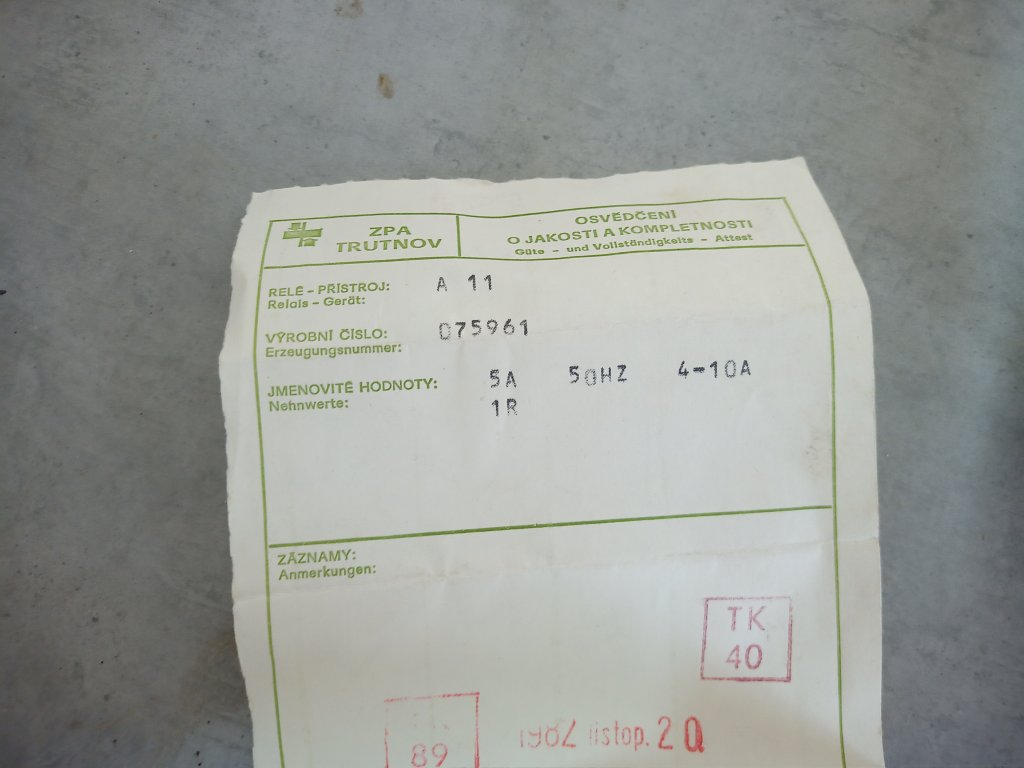 ZPA
TRUTNOV
OSVĚDČENÍ
O JAKOSTI A KOMPLETNOSTI
Güte - und Vollständigkeits - Attest
RELÉ - PŘÍSTROJ: A 11
Relais - Gerät:
VÝROBNÍ ČÍSLO: 075961
Erzeugungsnummer:
JMENOVITÉ HODNOTY: 5A 50HZ 4-10A
Nehnwerte: 1R
ZÁZNAMY:
Anmerkungen:
TK
40
89
1982 listop. 20